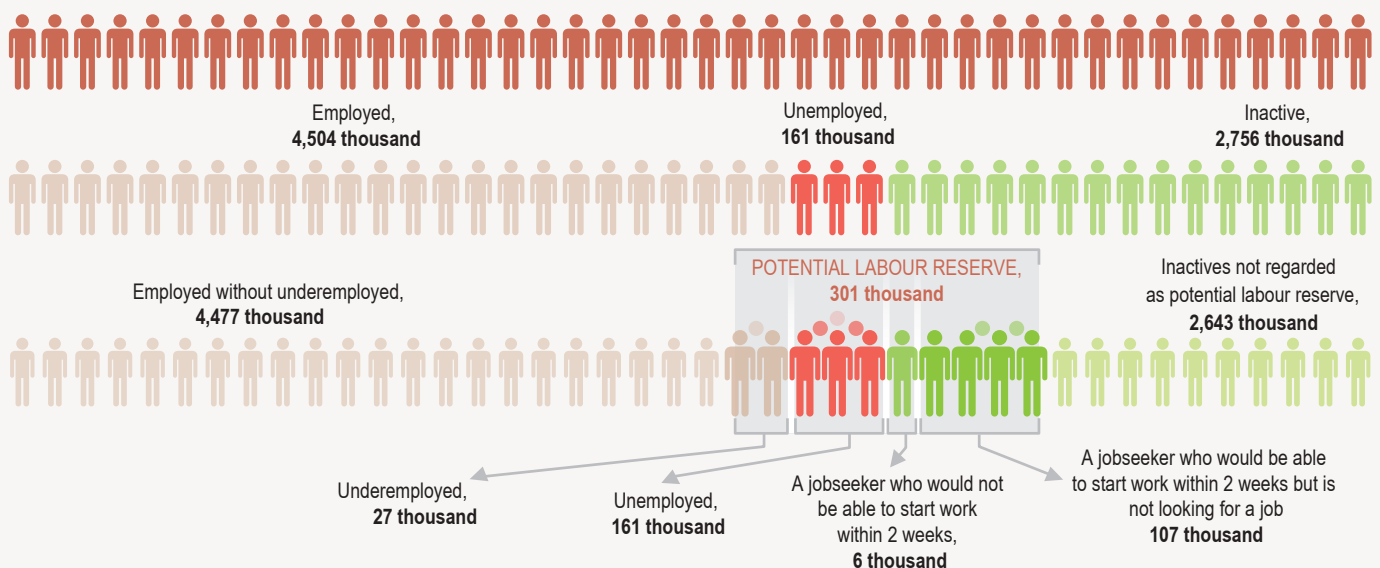 Employed,
4,504 thousand
Unemployed,
161 thousand
Inactive,
2,756 thousand
Employed without underemployed,
4,477 thousand
POTENTIAL LABOUR RESERVE,
301 thousand
Inactives not regarded
as potential labour reserve,
2,643 thousand
Underemployed,
27 thousand
Unemployed,
161 thousand
A jobseeker who would not
be able to start work
within 2 weeks,
6 thousand
A jobseeker who would be able
to start work within 2 weeks but is
not looking for a job
107 thousand